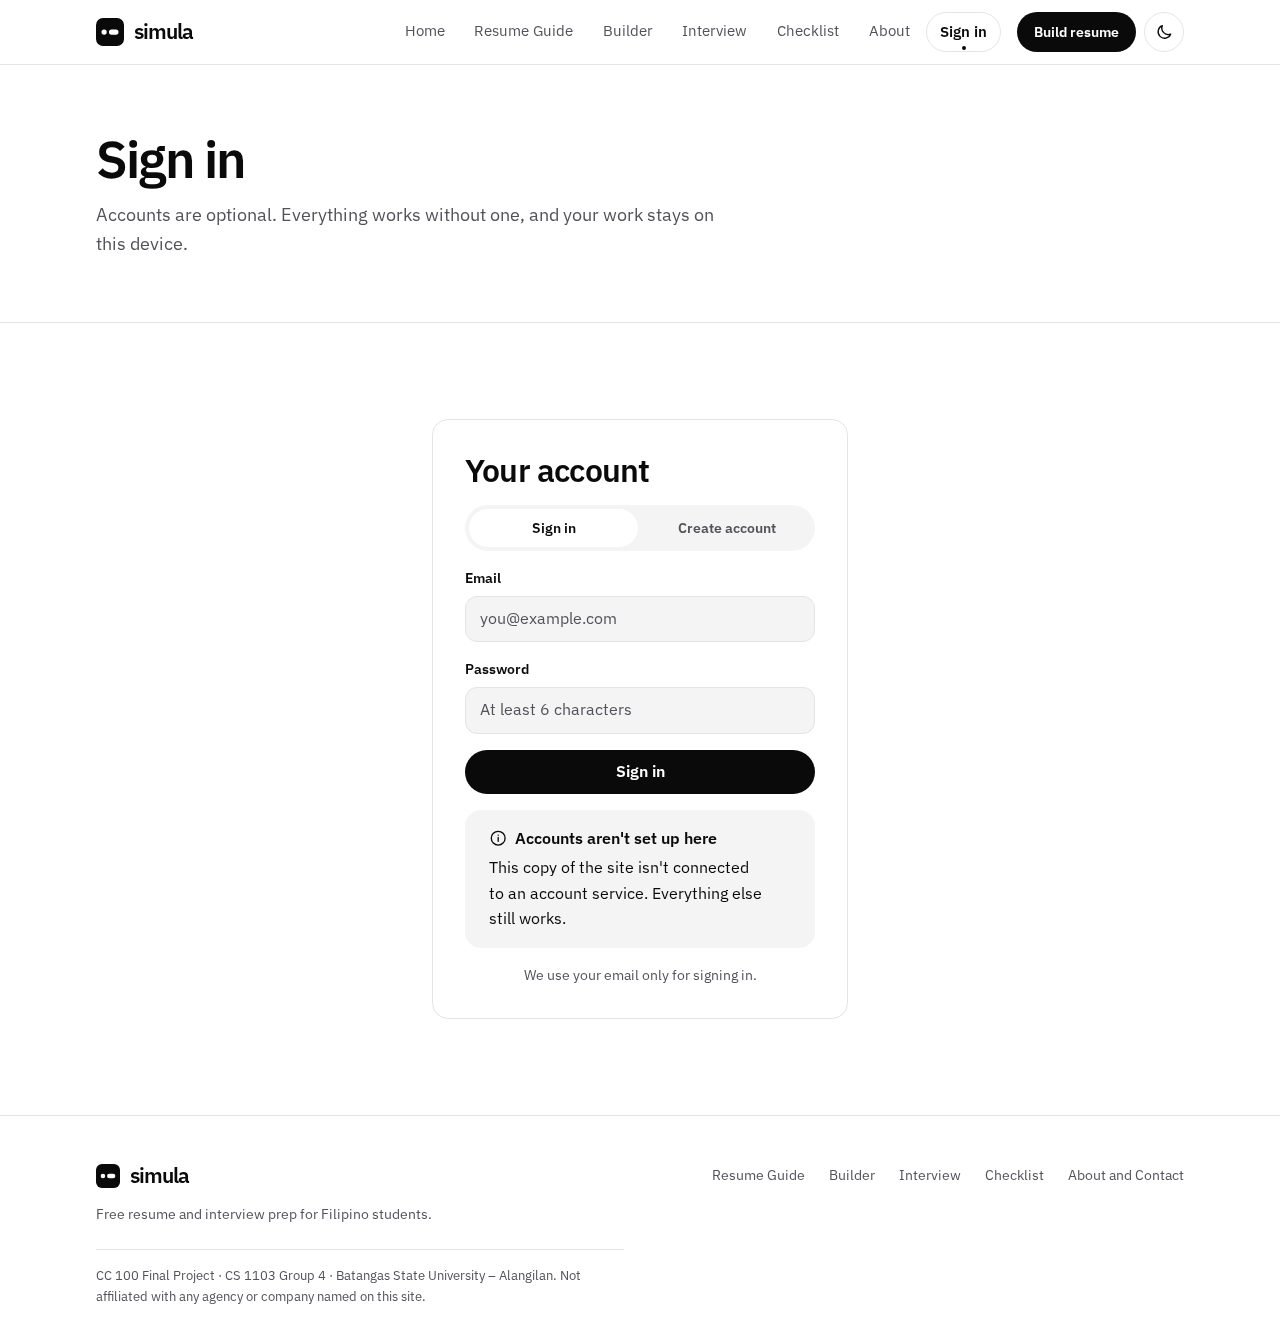 simula
Home
Resume Guide
Builder
Interview
Checklist
About
Sign in
Build resume
Sign in
Accounts are optional. Everything works without one, and your work stays on
this device.
Your account
Sign in
Create account
Email
you@example.com
Password
At least 6 characters
Sign in
Accounts aren't set up here
This copy of the site isn't connected
to an account service. Everything else
still works.
We use your email only for signing in.
simula
Resume Guide
Builder
Interview
Checklist
About and Contact
Free resume and interview prep for Filipino students.
CC 100 Final Project · CS 1103 Group 4 · Batangas State University – Alangilan. Not
affiliated with any agency or company named on this site.